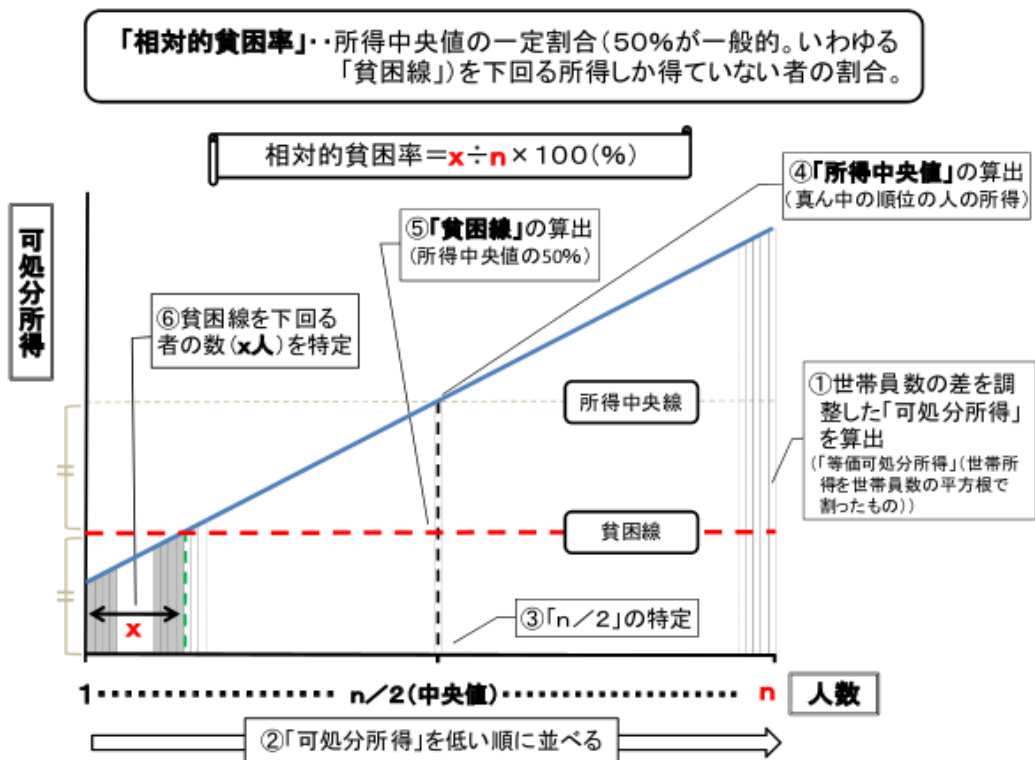 「相対的貧困率」‥所得中央値の一定割合(50%が一般的。いわゆる
「貧困線」)を下回る所得しか得ていない者の割合。
相対的貧困率＝x÷n×100(%)
④「所得中央値」の算出
(真ん中の順位の人の所得)
⑤「貧困線」の算出
(所得中央値の50%)
可処分所得
⑥貧困線を下回る
者の数(x人)を特定
所得中央線
①世帯員数の差を調
整した「可処分所得」
を算出
(「等価可処分所得」(世帯所
得を世帯員数の平方根で
割ったもの))
貧困線
x
③「n／2」の特定
1 n／2(中央値) n 人数
②「可処分所得」を低い順に並べる